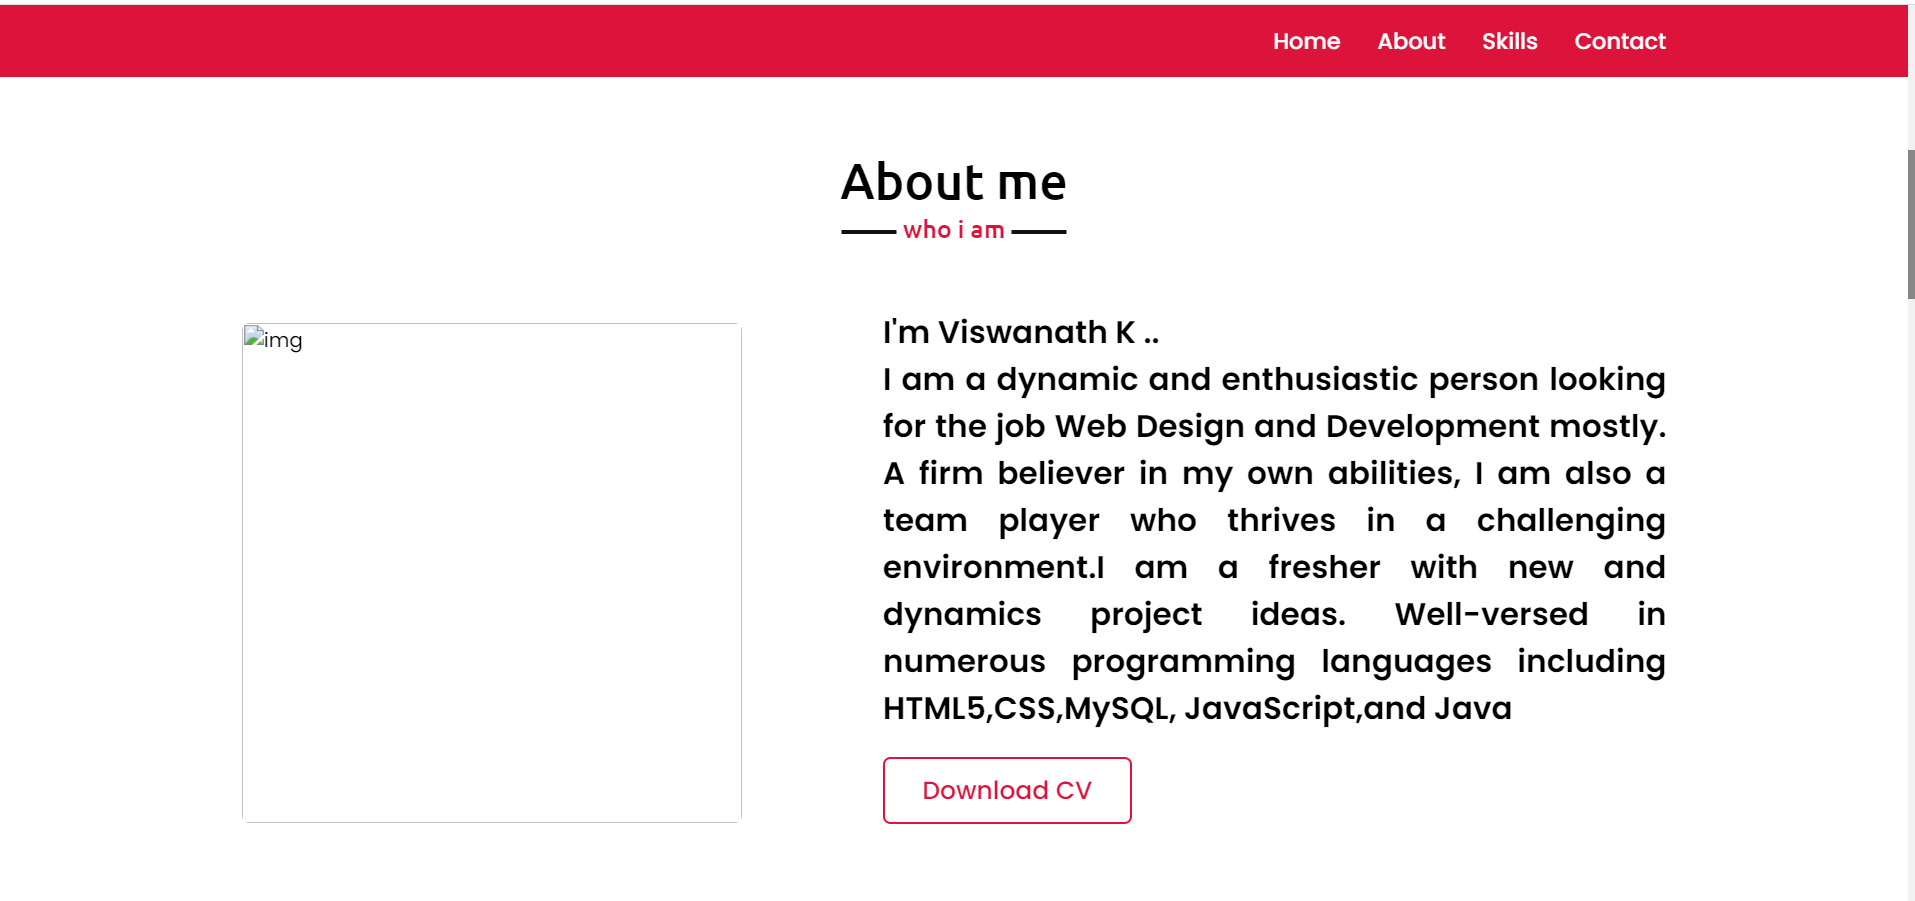 Home About Skills Contact
About me
who i am
img
I'm Viswanath K ..
I am a dynamic and enthusiastic person looking
for the job Web Design and Development mostly.
A firm believer in my own abilities, I am also a
team player who thrives in a challenging
environment.I am a fresher with new and
dynamics project ideas. Well-versed in
numerous programming languages including
HTML5,CSS,MySQL, JavaScript,and Java
Download CV